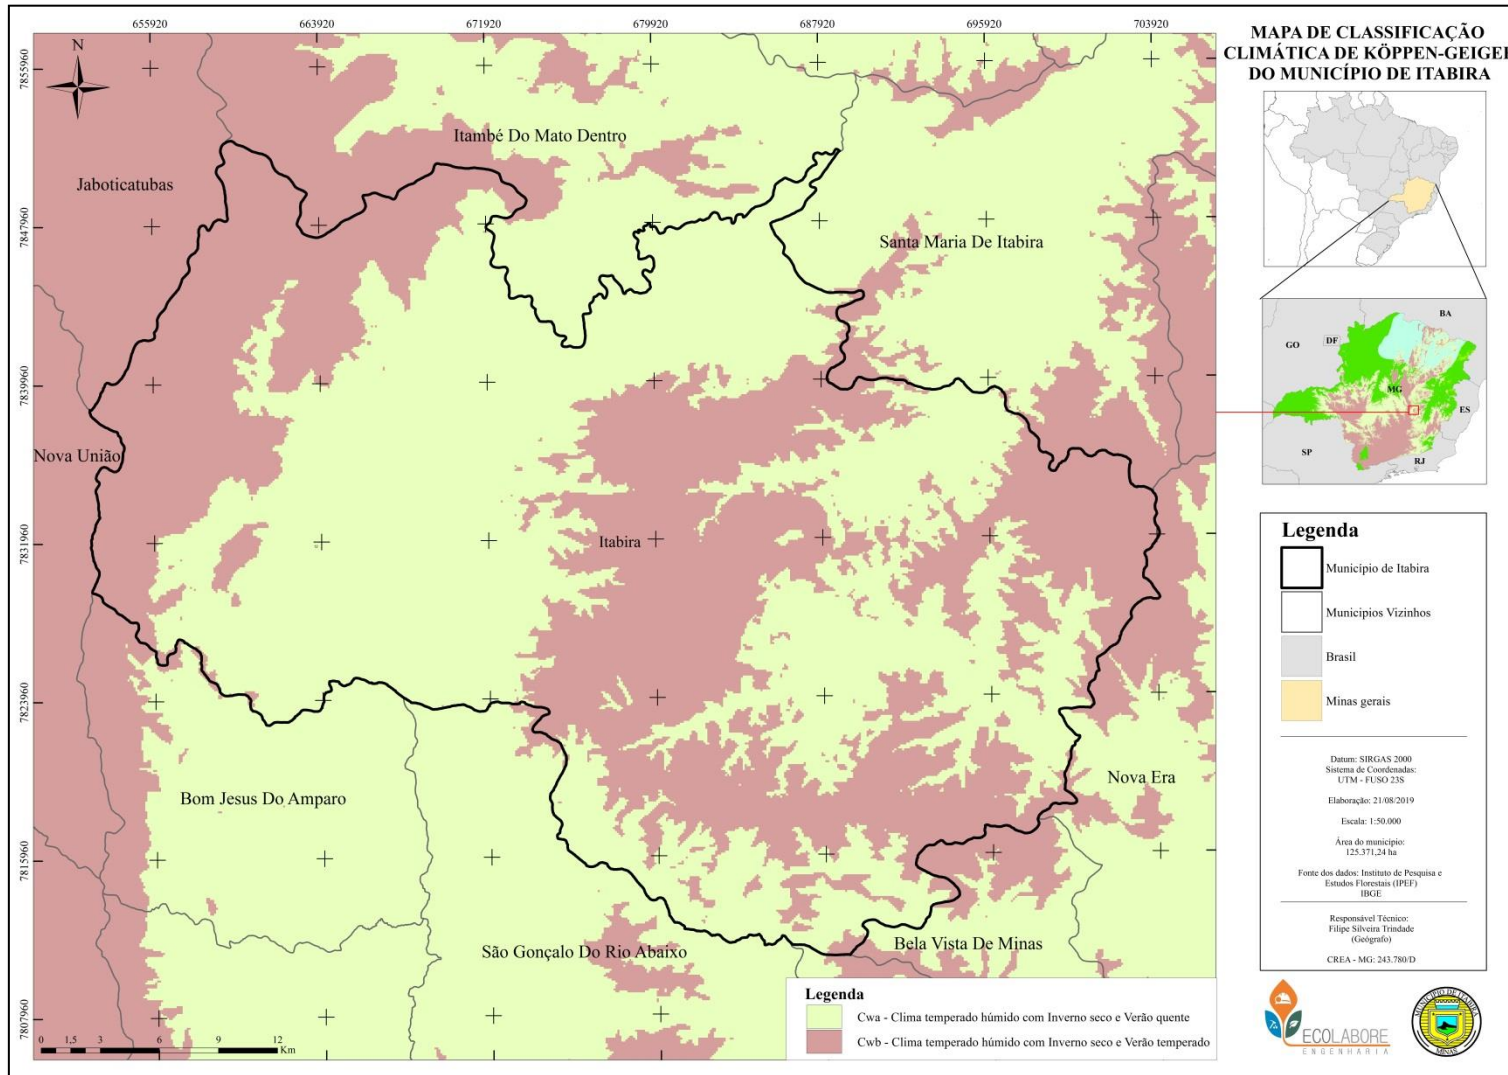 655920 663920 671920 679920 687920 695920 703920
7855960
7847960
7839960
7831960
7823960
7815960
7807960
N
Itambé Do Mato Dentro
Jaboticatubas
Santa Maria De Itabira
Nova União
Itabira
Nova Era
Bom Jesus Do Amparo
São Gonçalo Do Rio Abaixo
Bela Vista De Minas
0 1,5 3 6 9 12
Km
Legenda
Cwa - Clima temperado húmido com Inverno seco e Verão quente
Cwb - Clima temperado húmido com Inverno seco e Verão temperado
MAPA DE CLASSIFICAÇÃO
CLIMÁTICA DE KÖPPEN-GEIGER
DO MUNICÍPIO DE ITABIRA
BA
GO
DF
MG
ES
SP
RJ
Legenda
Município de Itabira
Municipios Vizinhos
Brasil
Minas gerais
Datum: SIRGAS 2000
Sistema de Coordenadas:
UTM - FUSO 23S
Elaboração: 21/08/2019
Escala: 1:50.000
Área do município:
125.371,24 ha
Fonte dos dados: Instituto de Pesquisa e
Estudos Florestais (IPEF)
IBGE
Responsável Técnico:
Filipe Silveira Trindade
(Geógrafo)
CREA - MG: 243.780/D
ECOLABORE
ENGENHARIA
MUNICÍPIO DE ITABIRA
MINAS